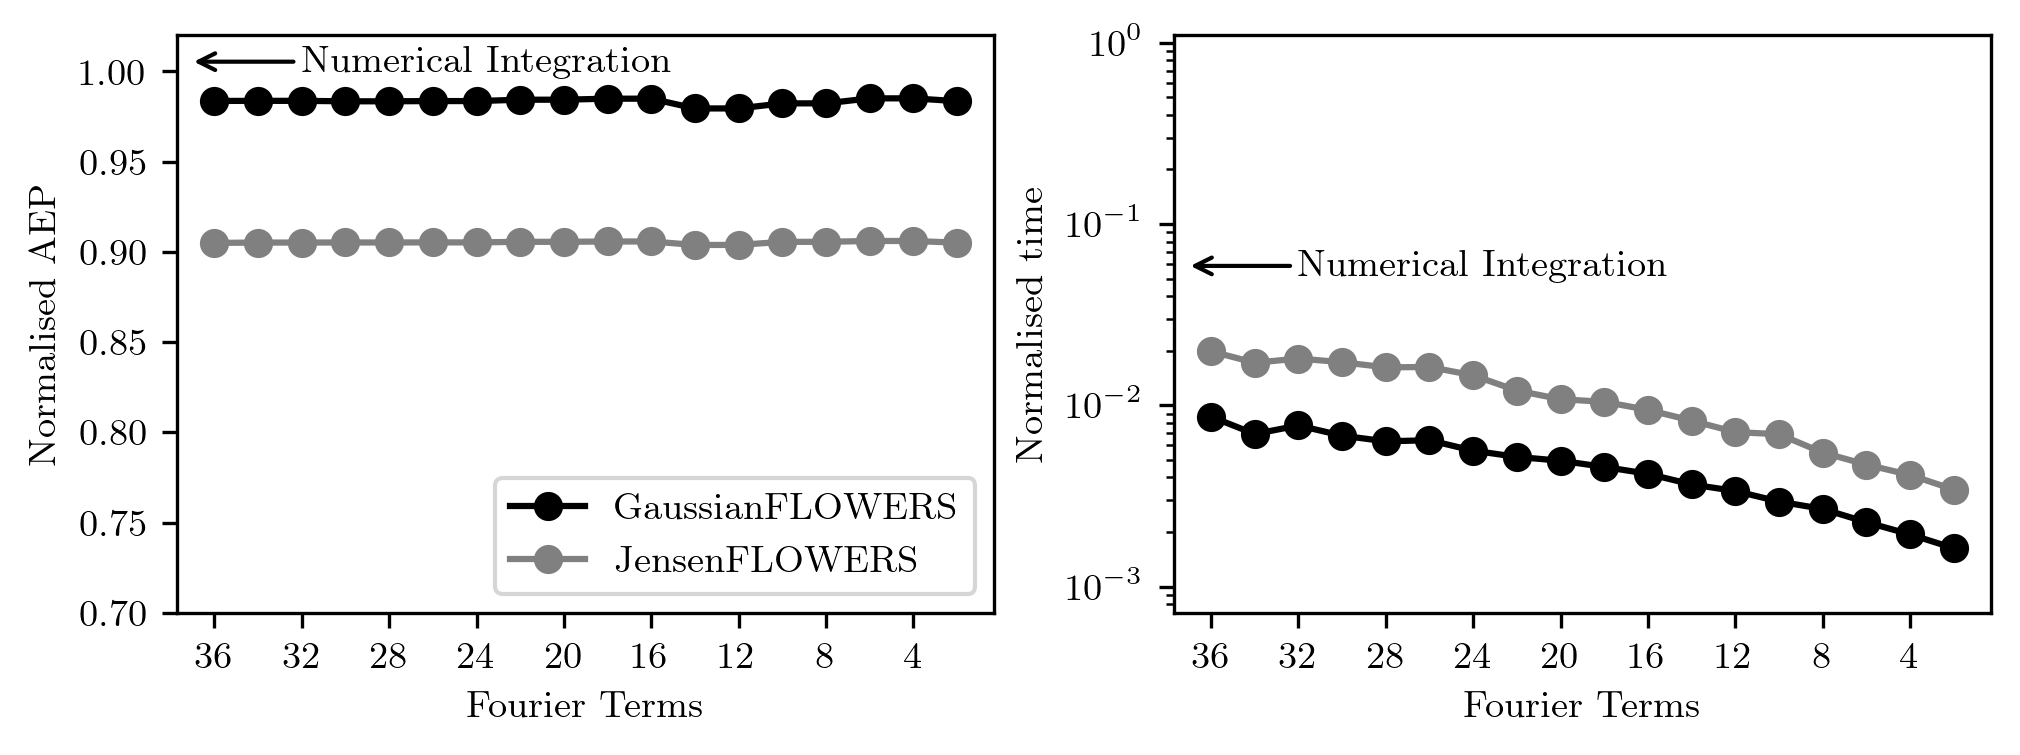 Numerical Integration
1.00
0.95
0.90
0.85
0.80
0.75
0.70
Normalised AEP
GaussianFLOWERS
JensenFLOWERS
36 32 28 24 20 16 12 8 4
Fourier Terms
10⁰
10⁻¹
10⁻²
10⁻³
Normalised time
Numerical Integration
36 32 28 24 20 16 12 8 4
Fourier Terms